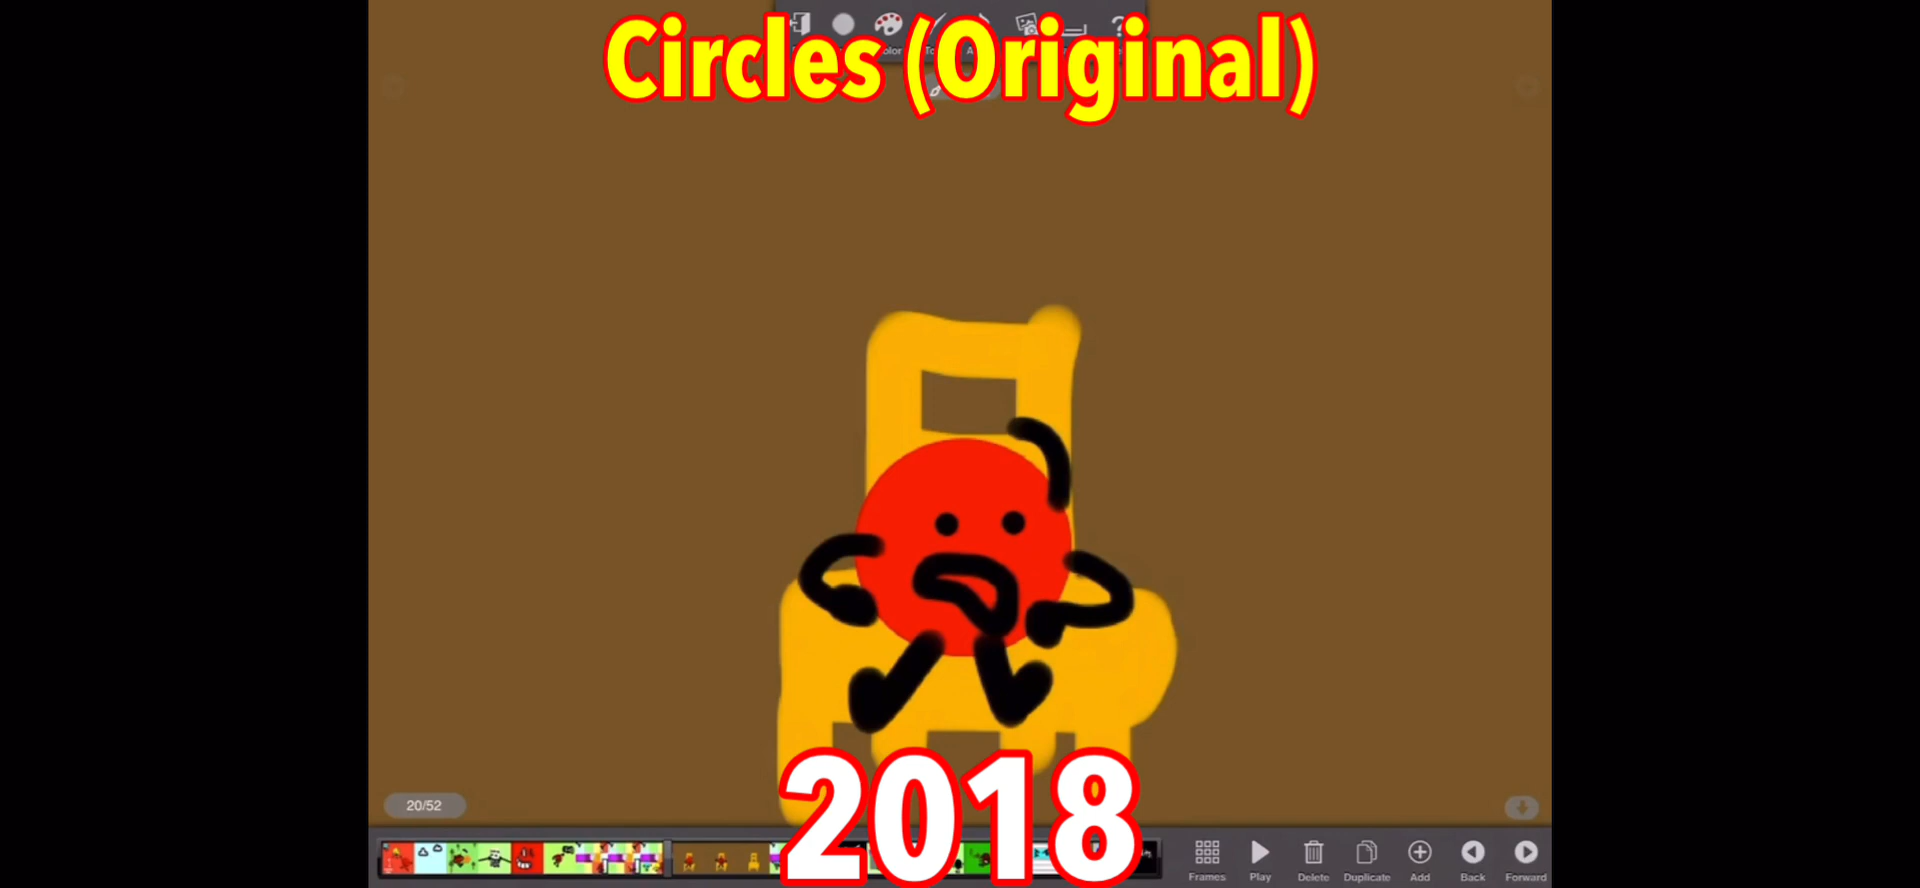 Circles (Original)
20/52
2018
Frames
Play
Delete
Duplicate
Add
Back
Forward